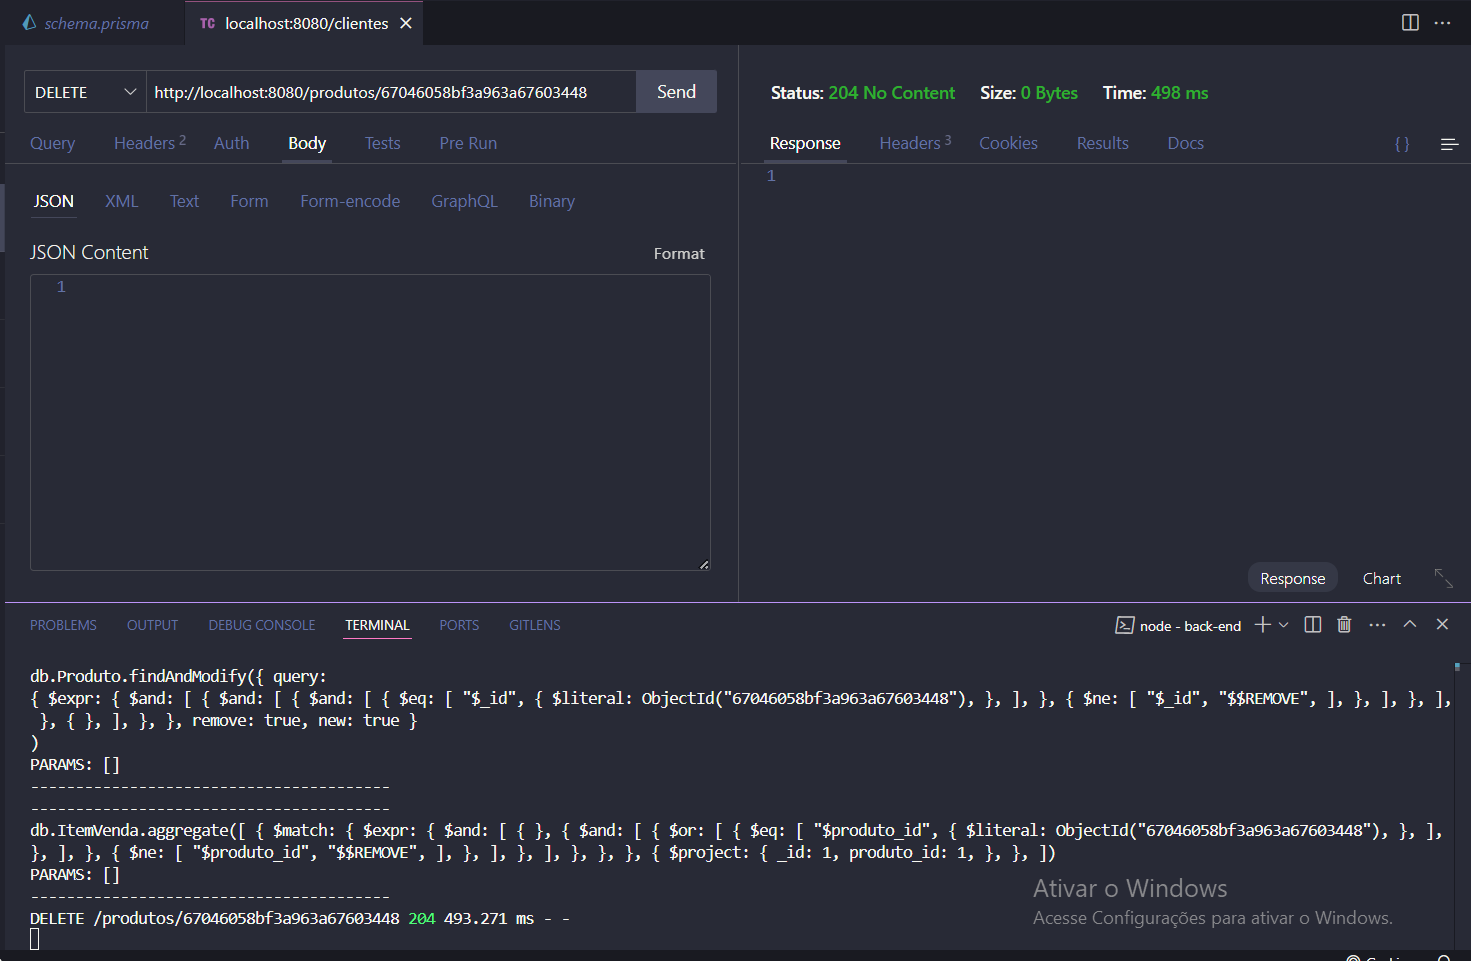 schema.prisma
TC localhost:8080/clientes
DELETE http://localhost:8080/produtos/67046058bf3a963a67603448 Send
Query Headers 2 Auth Body Tests Pre Run
JSON XML Text Form Form-encode GraphQL Binary
JSON Content Format
1
Status: 204 No Content Size: 0 Bytes Time: 498 ms
Response Headers 3 Cookies Results Docs { }
1
Response Chart
PROBLEMS OUTPUT DEBUG CONSOLE TERMINAL PORTS GITLENS node - back-end
db.Produto.findAndModify({ query:
{ $expr: { $and: [ { $and: [ { $and: [ { $eq: [ "$_id", { $literal: ObjectId("67046058bf3a963a67603448"), }, ], }, { $ne: [ "$_id", "$$REMOVE", ], }, ], }, ],
}, { }, ], }, }, remove: true, new: true }
)
PARAMS: []
----------------------------------------
----------------------------------------
db.ItemVenda.aggregate([ { $match: { $expr: { $and: [ { }, { $and: [ { $or: [ { $eq: [ "$produto_id", { $literal: ObjectId("67046058bf3a963a67603448"), }, ],
}, ], }, { $ne: [ "$produto_id", "$$REMOVE", ], }, ], }, ], }, }, }, { $project: { _id: 1, produto_id: 1, }, }, ])
PARAMS: []
----------------------------------------
DELETE /produtos/67046058bf3a963a67603448 204 493.271 ms - -
Ativar o Windows
Acesse Configurações para ativar o Windows.